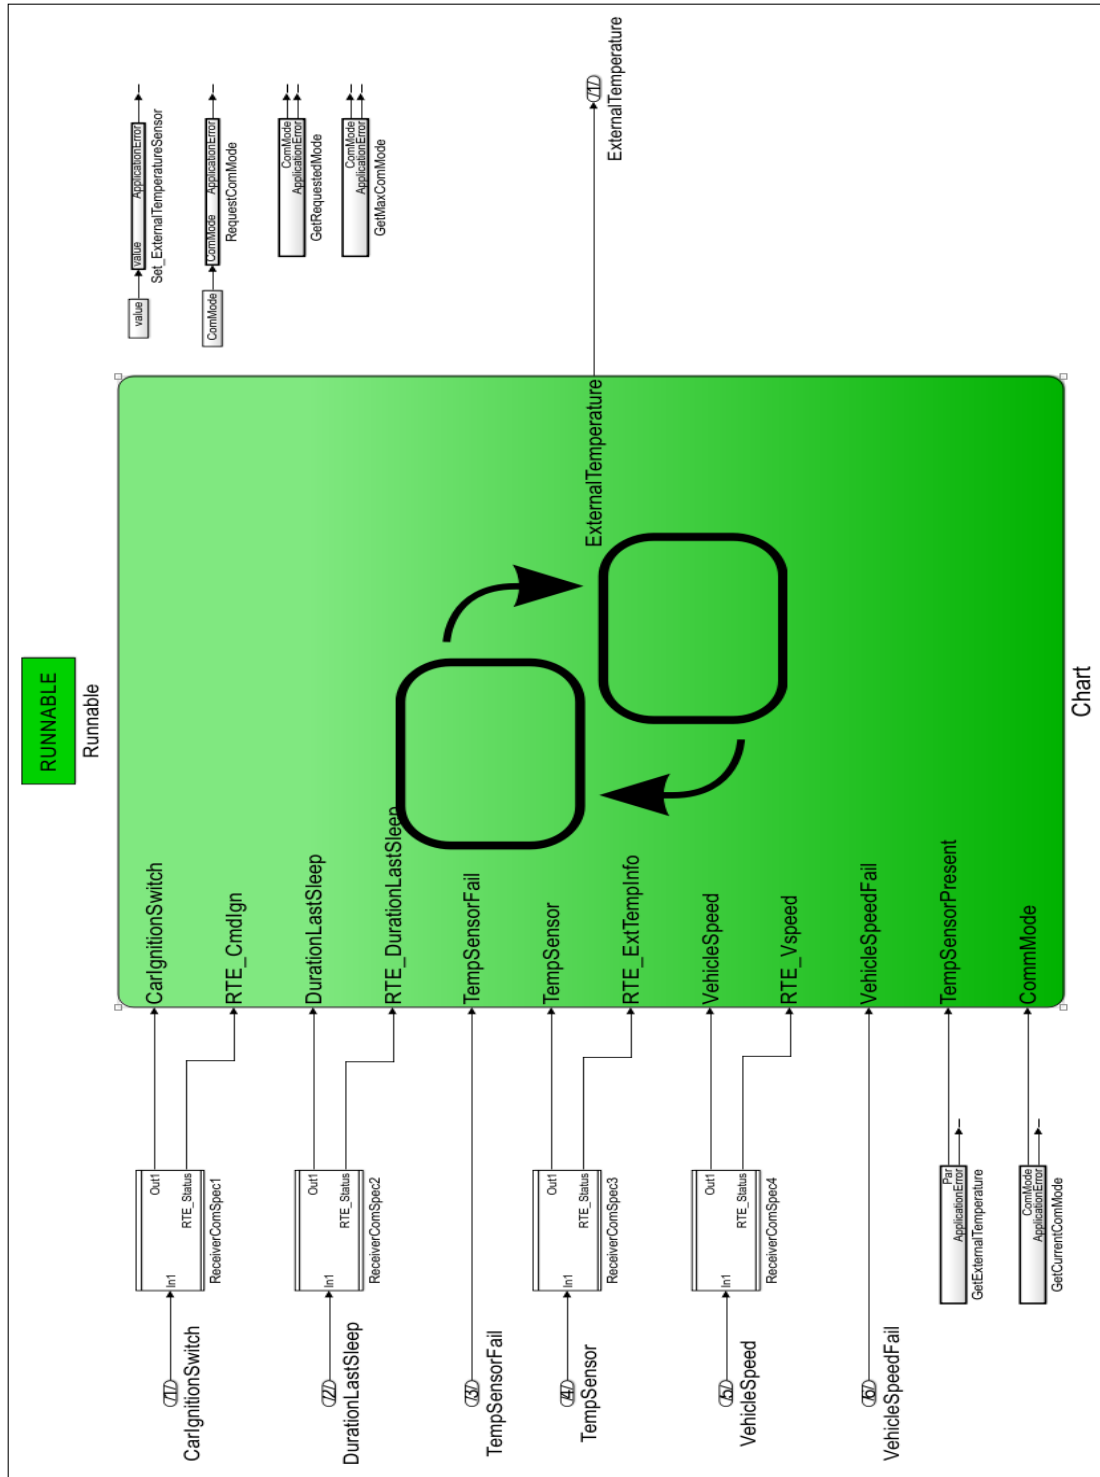 RUNNABLE
Runnable
1
CarIgnitionSwitch
In1
Out1
RTE_Status
ReceiverComSpec1
CarIgnitionSwitch
RTE_CmdIgn
2
DurationLastSleep
In1
Out1
RTE_Status
ReceiverComSpec2
DurationLastSleep
RTE_DurationLastSleep
3
TempSensorFail
TempSensorFail
4
TempSensor
In1
Out1
RTE_Status
ReceiverComSpec3
TempSensor
RTE_ExtTempInfo
5
VehicleSpeed
In1
Out1
RTE_Status
ReceiverComSpec4
VehicleSpeed
RTE_Vspeed
6
VehicleSpeedFail
VehicleSpeedFail
Par
ApplicationError
GetExternalTemperature
TempSensorPresent
ComMode
ApplicationError
GetCurrentComMode
CommMode
Chart
ExternalTemperature
1
ExternalTemperature
value
value
ApplicationError
Set_ExternalTemperatureSensor
ComMode
ComMode
ApplicationError
RequestComMode
ComMode
ApplicationError
GetRequestedMode
ComMode
ApplicationError
GetMaxComMode